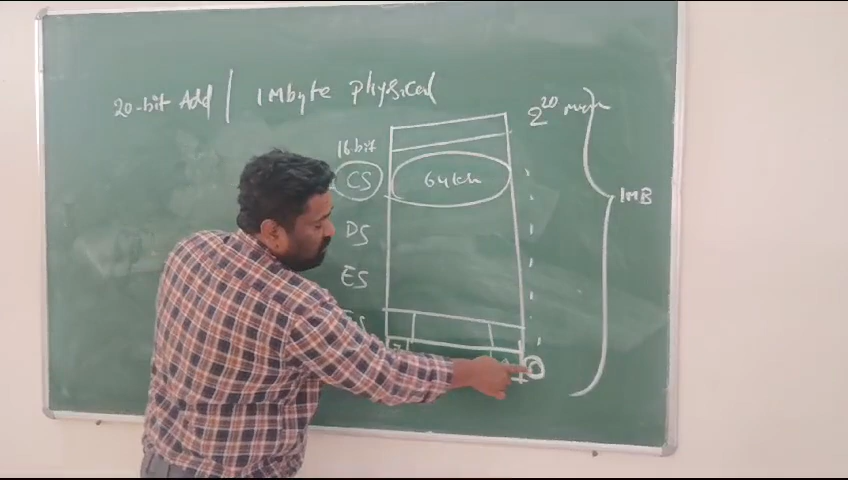 20-bit Add | 1Mbyte physical
2^20
16-bit
CS 64kb
1MB
DS
ES
0